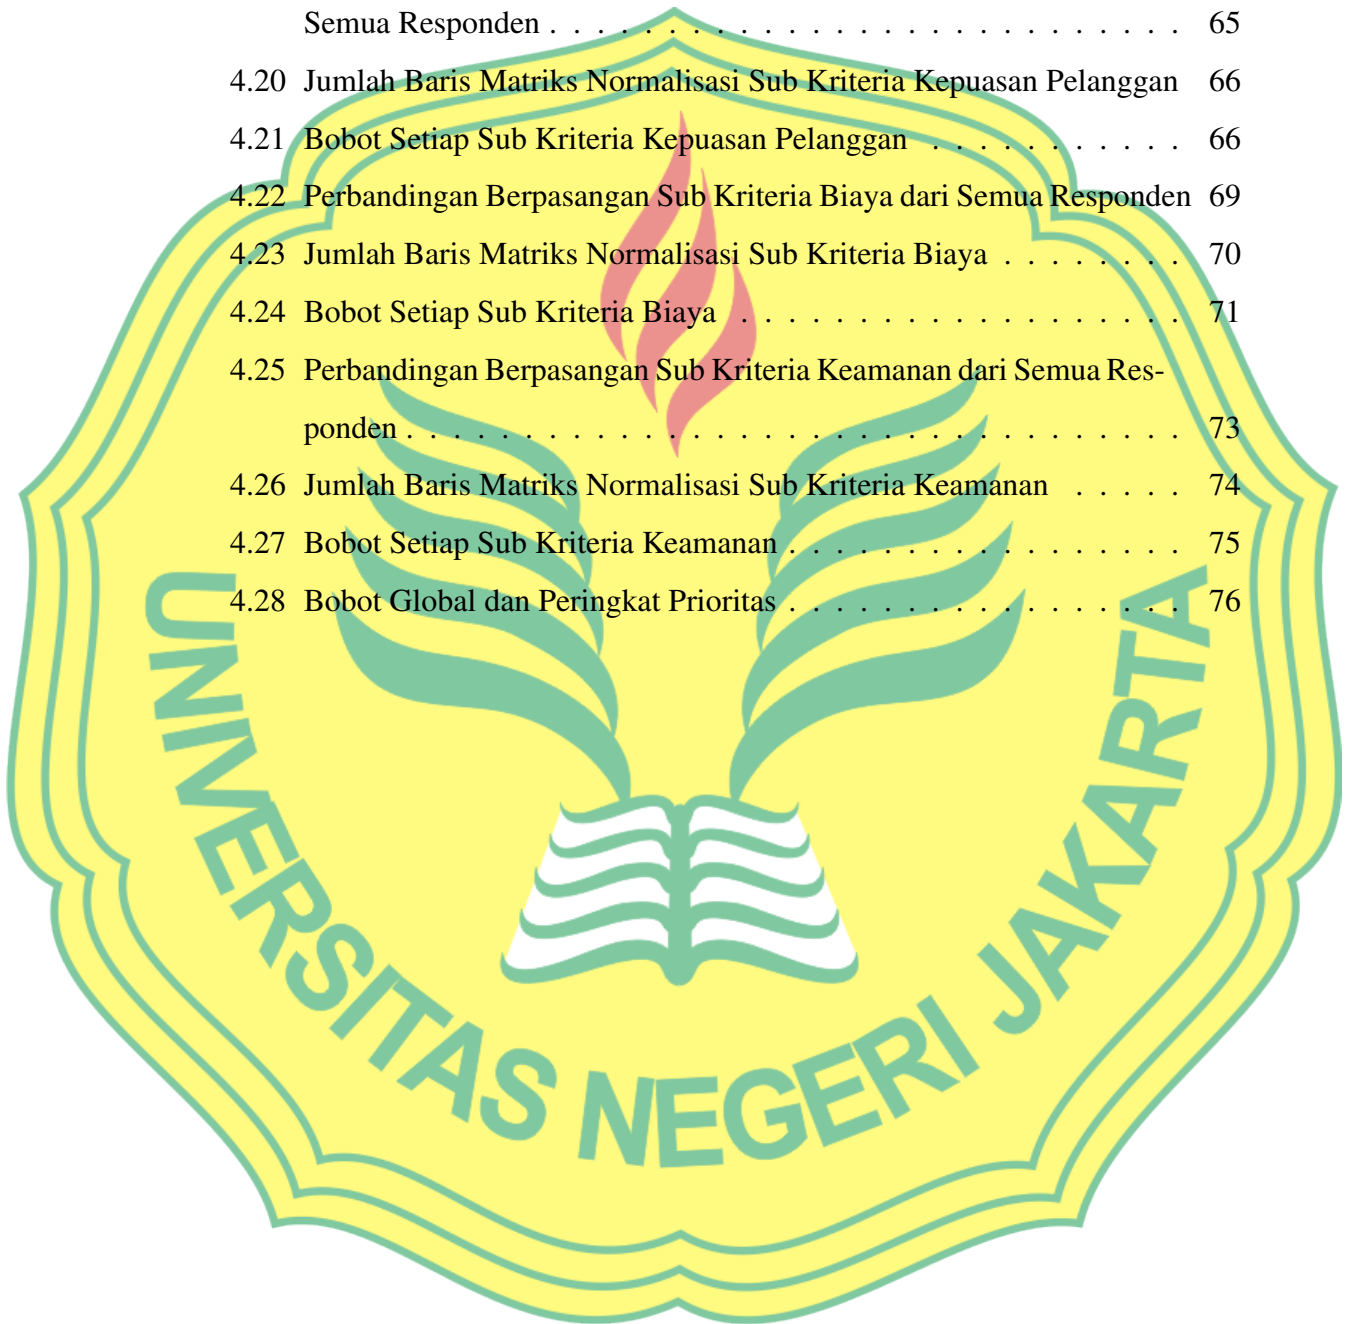 Semua Responden . . . . . . . . . . . . . . . . . . . . . . . . . . . 65
4.20 Jumlah Baris Matriks Normalisasi Sub Kriteria Kepuasan Pelanggan 66
4.21 Bobot Setiap Sub Kriteria Kepuasan Pelanggan . . . . . . . . . . . 66
4.22 Perbandingan Berpasangan Sub Kriteria Biaya dari Semua Responden 69
4.23 Jumlah Baris Matriks Normalisasi Sub Kriteria Biaya . . . . . . . . 70
4.24 Bobot Setiap Sub Kriteria Biaya . . . . . . . . . . . . . . . . . . . 71
4.25 Perbandingan Berpasangan Sub Kriteria Keamanan dari Semua Res-
ponden . . . . . . . . . . . . . . . . . . . . . . . . . . . . . . . . . 73
4.26 Jumlah Baris Matriks Normalisasi Sub Kriteria Keamanan . . . . . 74
4.27 Bobot Setiap Sub Kriteria Keamanan . . . . . . . . . . . . . . . . . 75
4.28 Bobot Global dan Peringkat Prioritas . . . . . . . . . . . . . . . . . 76
UNIVERSITAS NEGERI JAKARTA